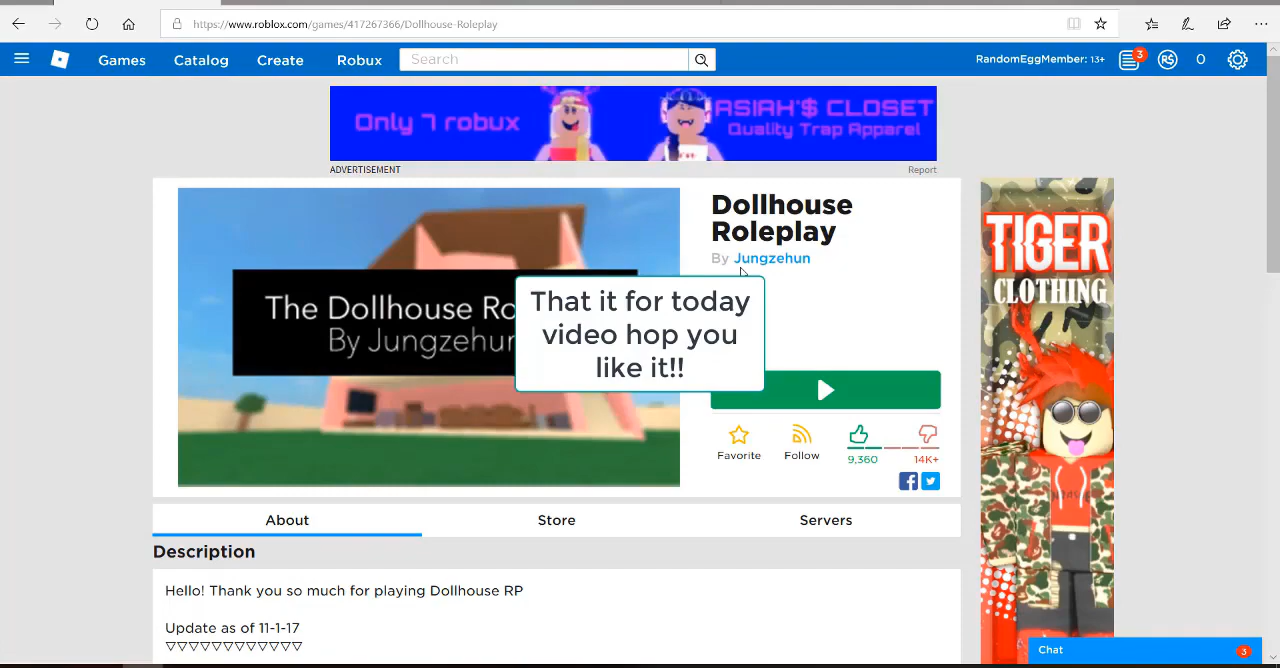 https://www.roblox.com/games/417267366/Dollhouse-Roleplay
Games Catalog Create Robux Search RandomEggMember: 13+ 3 R$ 0
Only 7 robux
ASIAH'$ CLOSET
Quality Trap Apparel
ADVERTISEMENT Report
The Dollhouse Ro
By Jungzehun
Dollhouse
Roleplay
By Jungzehun
That it for today
video hop you
like it!!
Favorite Follow 9,360 14K+
TIGER
CLOTHING
About Store Servers
Description
Hello! Thank you so much for playing Dollhouse RP
Update as of 11-1-17
▽▽▽▽▽▽▽▽▽▽▽▽
Chat 3